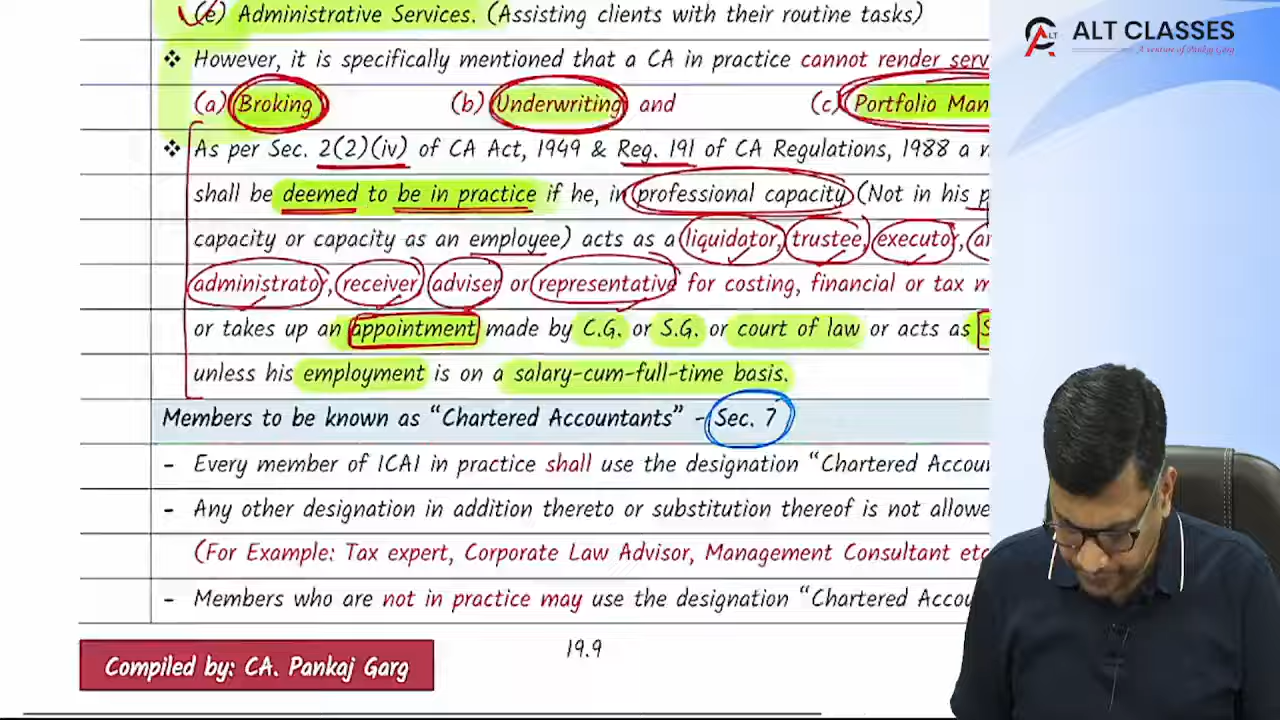 (e) Administrative Services. (Assisting clients with their routine tasks)
ALT CLASSES
A venture of Pankaj Garg
❖ However, it is specifically mentioned that a CA in practice cannot render serv
(a) Broking (b) Underwriting and (c) Portfolio Man
❖ As per Sec. 2(2)(iv) of CA Act, 1949 & Reg. 191 of CA Regulations, 1988 a
shall be deemed to be in practice if he, in professional capacity (Not in his p
capacity or capacity as an employee) acts as a liquidator, trustee, executor,
administrator, receiver, adviser or representative for costing, financial or tax m
or takes up an appointment made by C.G. or S.G. or court of law or acts as S
unless his employment is on a salary-cum-full-time basis.
Members to be known as “Chartered Accountants” - Sec. 7
- Every member of ICAI in practice shall use the designation “Chartered Accoun
- Any other designation in addition thereto or substitution thereof is not allowe
(For Example: Tax expert, Corporate Law Advisor, Management Consultant etc
- Members who are not in practice may use the designation “Chartered Accou
19.9
Compiled by: CA. Pankaj Garg